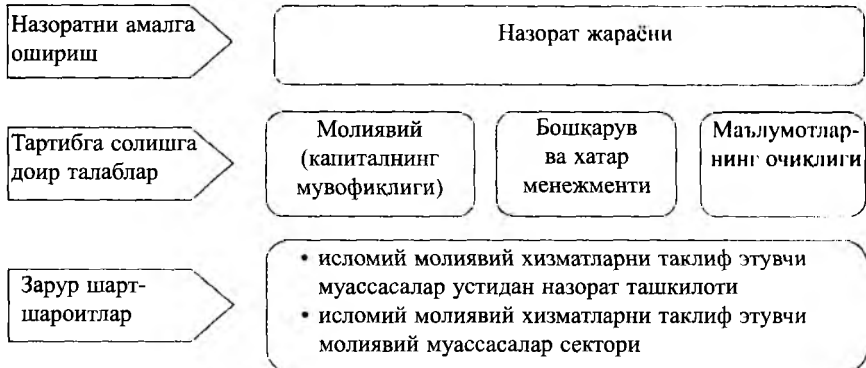 Назоратни амалга
ошириш
Назорат жараёни
Тартибга солишга
доир талаблар
Молиявий
(капиталнинг
мувофиқлиги)
Бошқарув
ва хатар
менежменти
Маълумотлар-
нинг очиқлиги
Зарур шарт-
шароитлар
• исломий молиявий хизматларни таклиф этувчи
муассасалар устидан назорат ташкилоти
• исломий молиявий хизматларни таклиф этувчи
молиявий муассасалар сектори